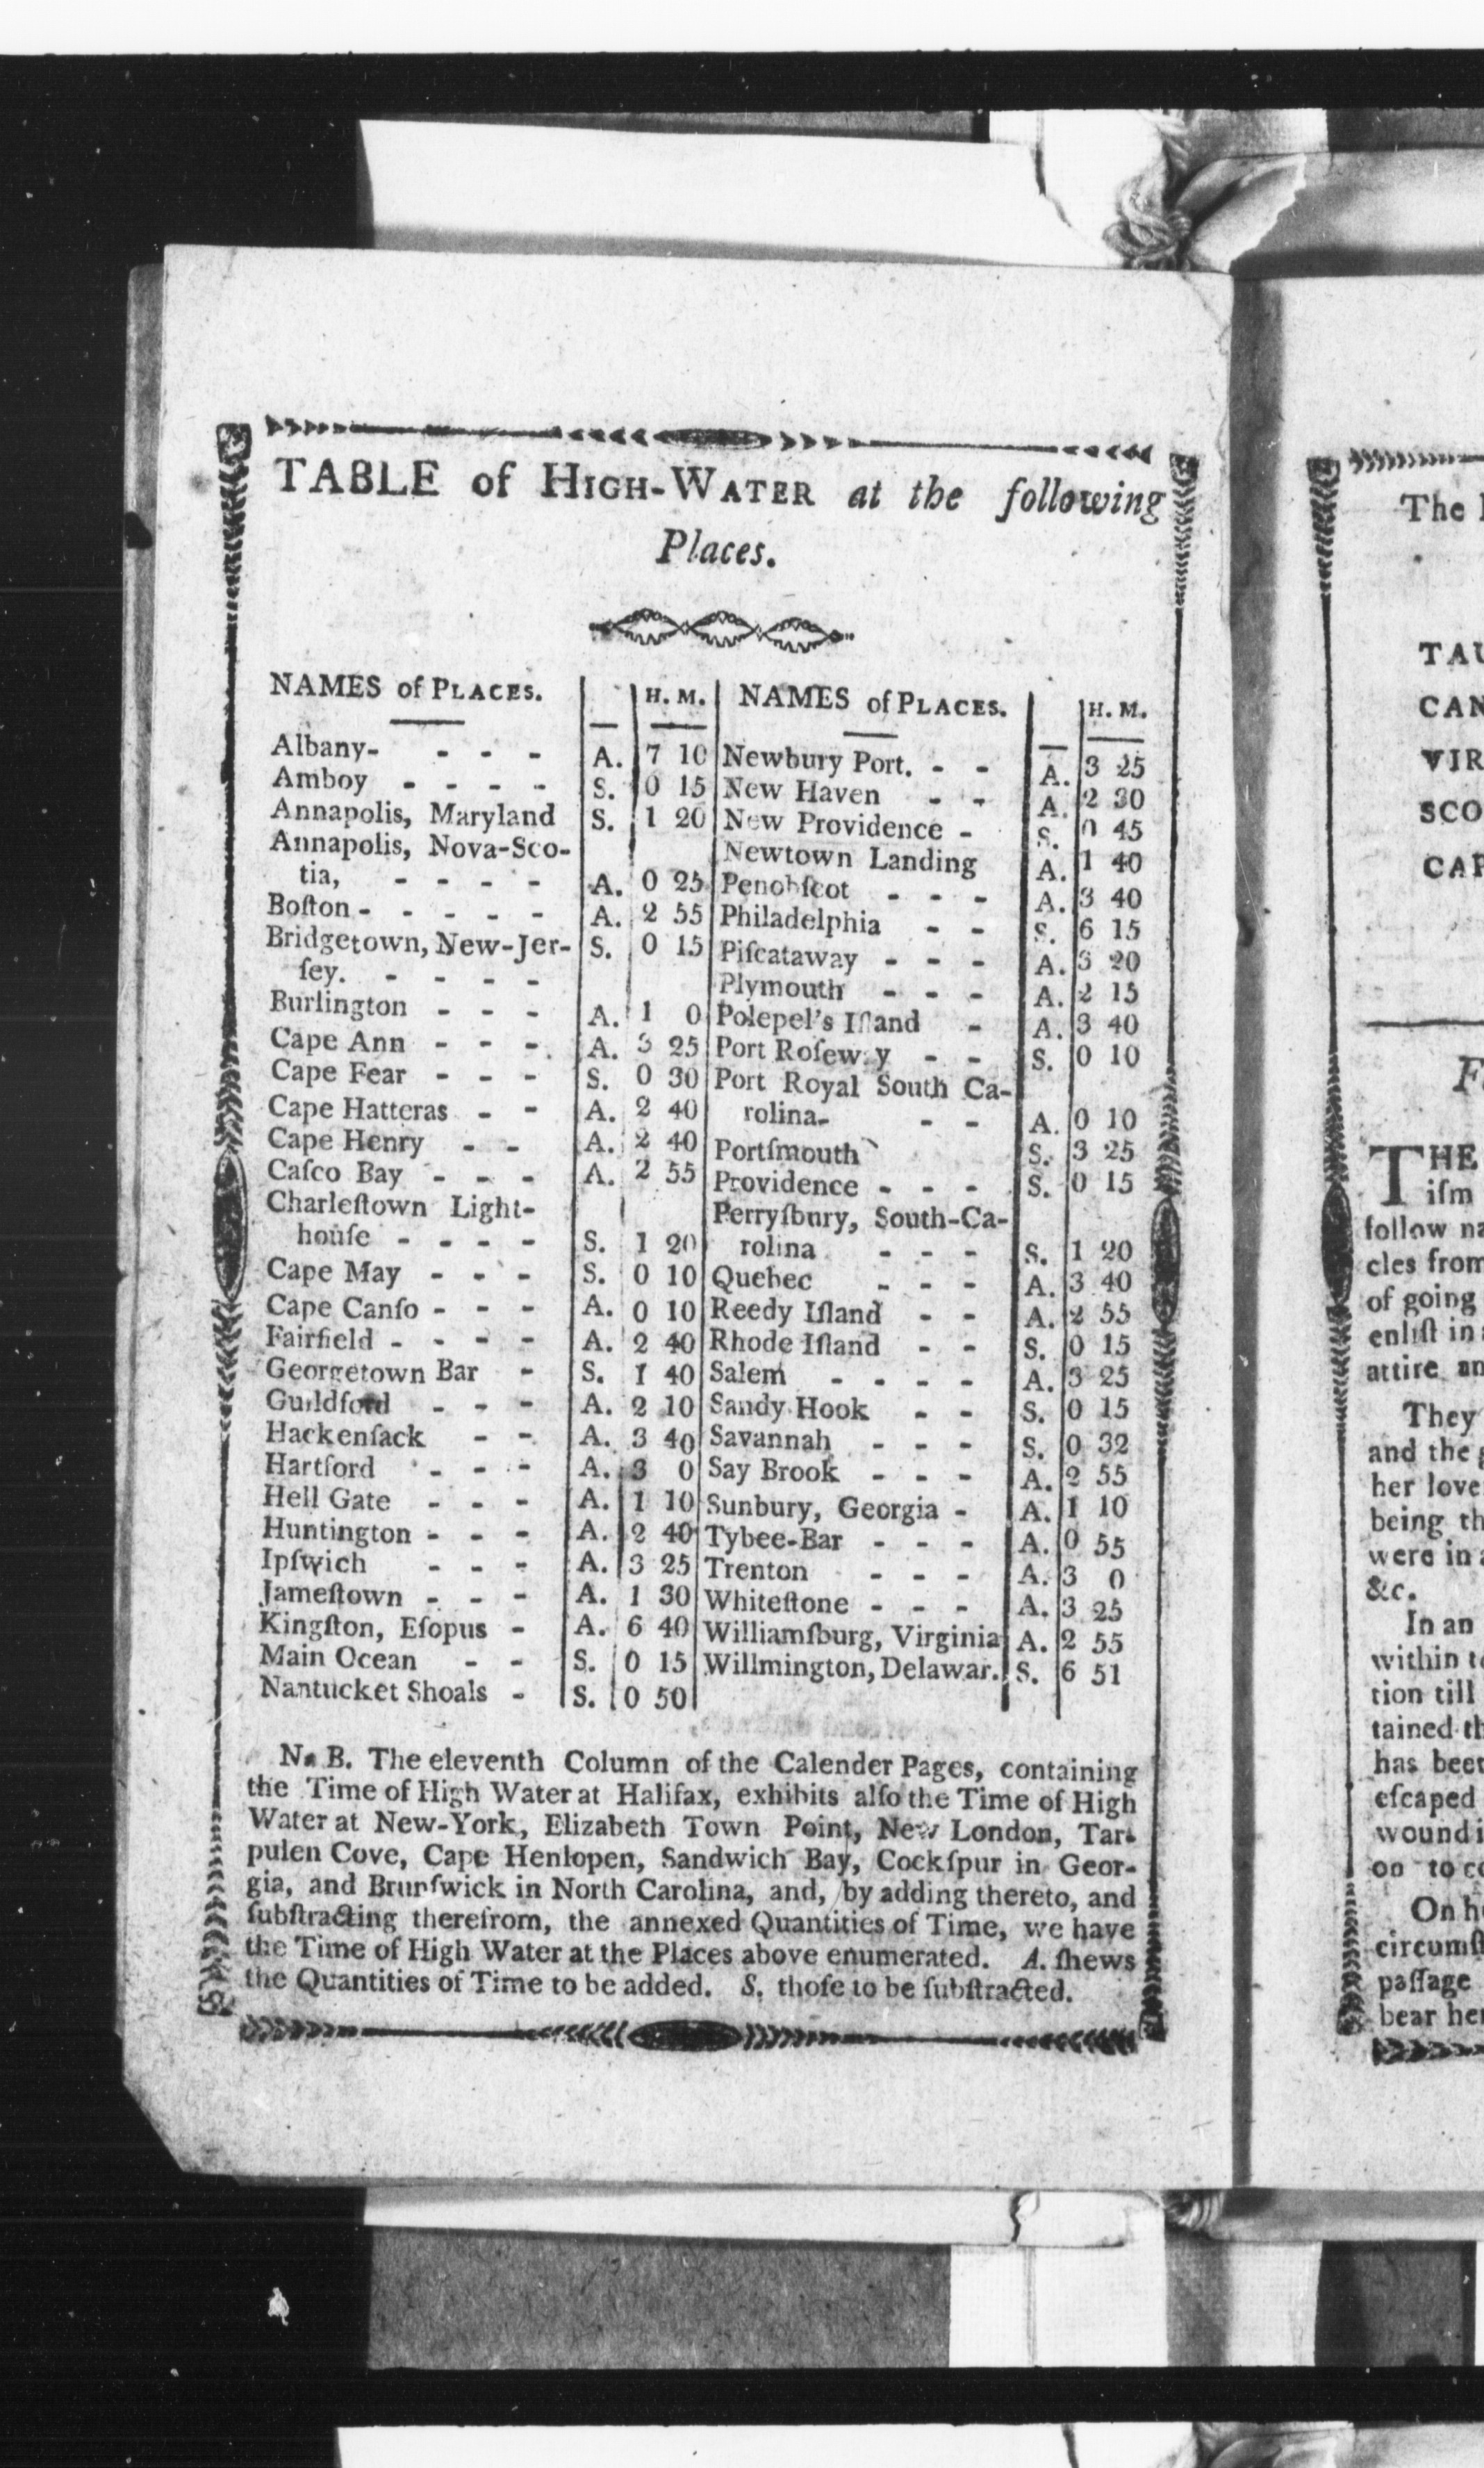 TABLE of HIGH-WATER at the following
Places.
NAMES of PLACES. H. M.
Albany- - - - A. 7 10
Amboy - - - - S. 0 15
Annapolis, Maryland S. 1 20
Annapolis, Nova-Sco-
tia, - - - - A. 0 25
Boſton - - - - - A. 2 55
Bridgetown, New-Jer- S. 0 15
ſey. - - - -
Burlington - - - A. 1 0
Cape Ann - - - A. 3 25
Cape Fear - - - S. 0 30
Cape Hatteras - - A. 2 40
Cape Henry - - A. 2 40
Caſco Bay - - - A. 2 55
Charleſtown Light-
houſe - - - - S. 1 20
Cape May - - - S. 0 10
Cape Canſo - - - A. 0 10
Fairfield - - - - A. 2 40
Georgetown Bar - S. 1 40
Guildford - - - A. 2 10
Hackenſack - - A. 3 40
Hartford - - - A. 3 0
Hell Gate - - - A. 1 10
Huntington - - - A. 2 40
Ipſwich - - - A. 3 25
Jameſtown - - - A. 1 30
Kingſton, Eſopus - A. 6 40
Main Ocean - - S. 0 15
Nantucket Shoals - S. 0 50
NAMES of PLACES. H. M.
Newbury Port. - - A. 3 25
New Haven - - A. 2 30
New Providence - S. 0 45
Newtown Landing A. 1 40
Penobſcot - - - A. 3 40
Philadelphia - - S. 6 15
Piſcataway - - - A. 3 20
Plymouth - - - A. 2 15
Polepel's Iſland - A. 3 40
Port Roſeway - - S. 0 10
Port Royal South Ca-
rolina- - - A. 0 10
Portſmouth S. 3 25
Providence - - - S. 0 15
Perryſbury, South-Ca-
rolina - - - S. 1 20
Quebec - - - A. 3 40
Reedy Iſland - - A. 2 55
Rhode Iſland - - S. 0 15
Salem - - - - A. 3 25
Sandy Hook - - S. 0 15
Savannah - - - S. 0 32
Say Brook - - - A. 2 55
Sunbury, Georgia - A. 1 10
Tybee-Bar - - - A. 0 55
Trenton - - - A. 3 0
Whiteſtone - - - A. 3 25
Williamſburg, Virginia A. 2 55
Willmington, Delawar. S. 6 51
N. B. The eleventh Column of the Calender Pages, containing
the Time of High Water at Halifax, exhibits alſo the Time of High
Water at New-York, Elizabeth Town Point, New London, Tar-
pulen Cove, Cape Henlopen, Sandwich Bay, Cockſpur in Geor-
gia, and Brunſwick in North Carolina, and, by adding thereto, and
ſubſtracting therefrom, the annexed Quantities of Time, we have
the Time of High Water at the Places above enumerated. A. ſhews
the Quantities of Time to be added. S. thoſe to be ſubſtracted.
The
TAU
CAN
VIR
SCO
CAP
F
THE
iſm
follow na
cles from
of going
enliſt in
attire an
They
and the
her love
being th
were in
&c.
In an
within t
tion till
tained th
has been
eſcaped
wound i
on to co
On h
circumſt
paſſage
bear her